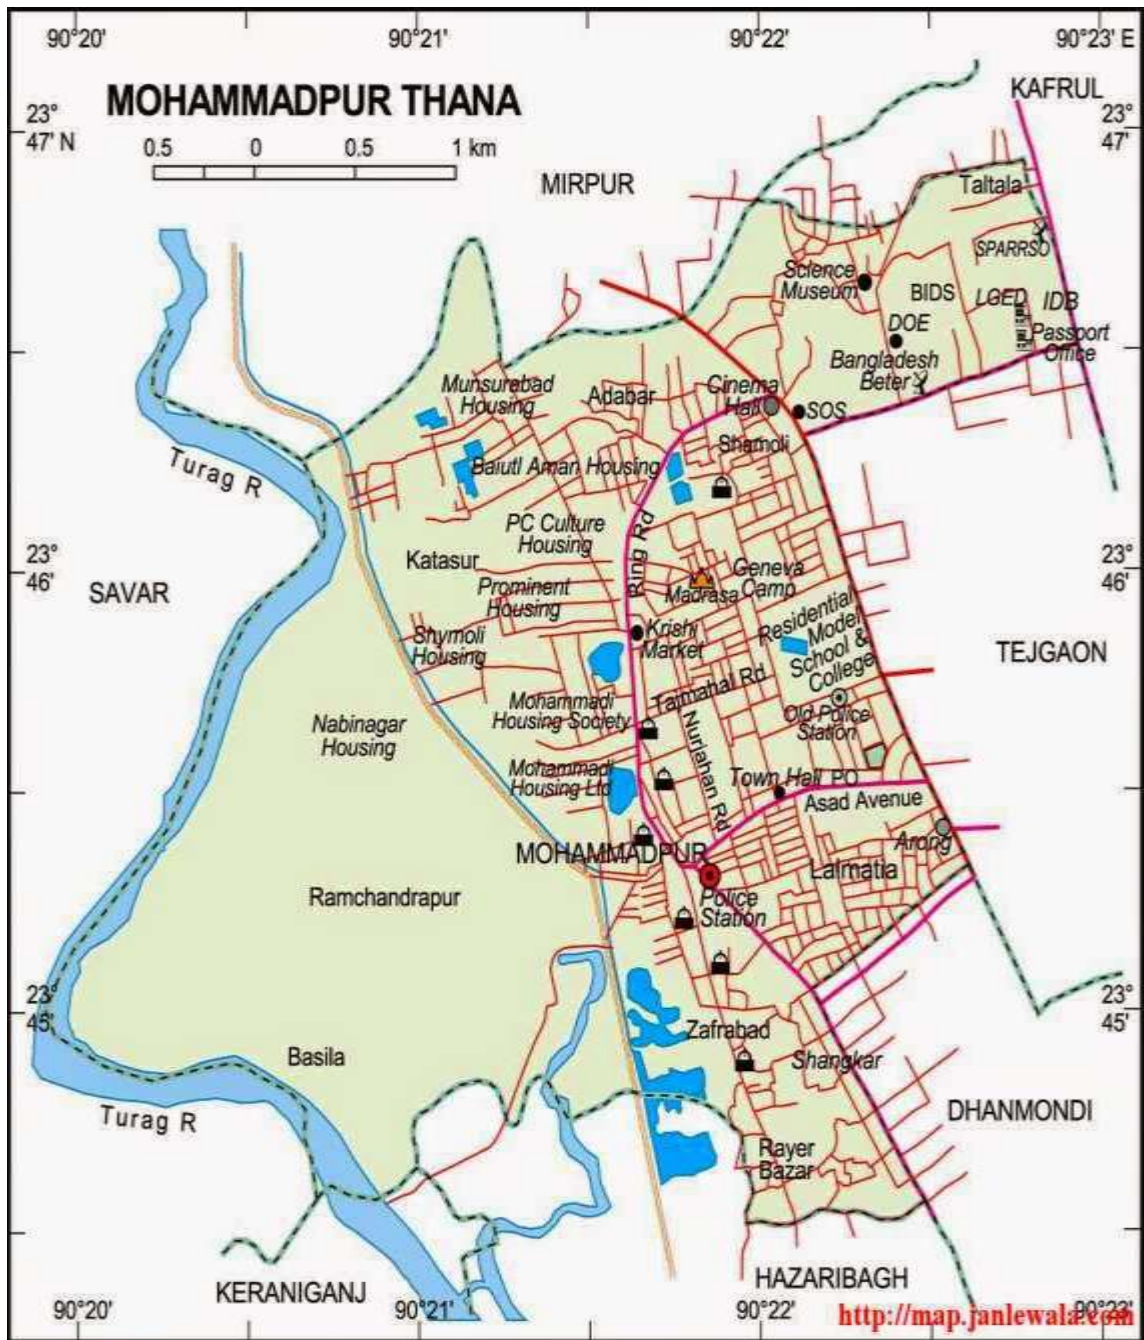 90°20'
90°21'
90°22'
90°23' E
MOHAMMADPUR THANA
KAFRUL
23°
47' N
23°
47'
0.5 0 0.5 1 km
MIRPUR
Taltala
SPARRSO
Science
Museum
BIDS
LGED
IDB
DOE
Passport
Office
Bangladesh
Beter
Munsurabad
Housing
Adabar
Cinema
Hall
SOS
Shamoli
Turag R
Baiutl Aman Housing
PC Culture
Housing
Ring Rd
23°
46'
Katasur
Geneva
Camp
23°
46'
SAVAR
Prominent
Housing
Madrasa
Residential
Model
School &
College
Shymoli
Housing
Krishi
Market
TEJGAON
Tajmahal Rd
Mohammadi
Housing Society
Nabinagar
Housing
Nurjahan Rd
Old Police
Station
Mohammadi
Housing Ltd
Town Hall PO
Asad Avenue
Arong
MOHAMMADPUR
Lalmatia
Ramchandrapur
Police
Station
23°
45'
23°
45'
Zafrabad
Basila
Shangkar
Turag R
DHANMONDI
Rayer
Bazar
KERANIGANJ
HAZARIBAGH
90°20'
90°21'
90°22'
90°23'
http://map.janlewala.com